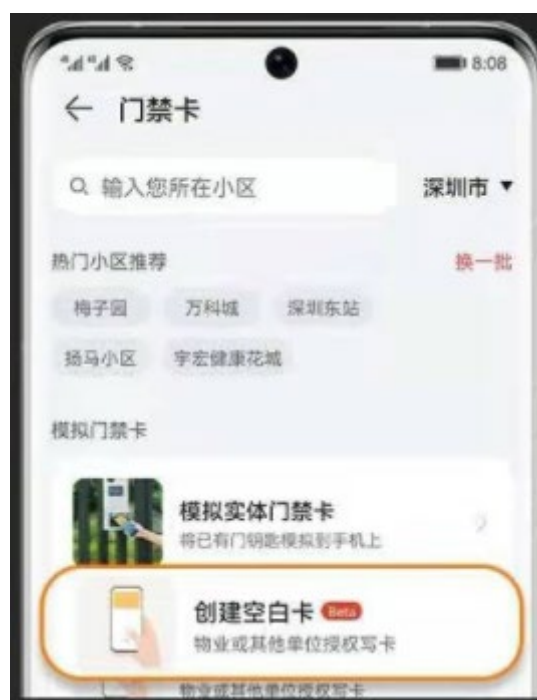 8:08
← 门禁卡
输入您所在小区 深圳市 ▼
热门小区推荐 换一批
梅子园 万科城 深圳东站
扬马小区 宇宏健康花城
模拟门禁卡
模拟实体门禁卡
将已有门钥匙模拟到手机上
创建空白卡 Beta
物业或其他单位授权写卡
物业或其他单位授权写卡